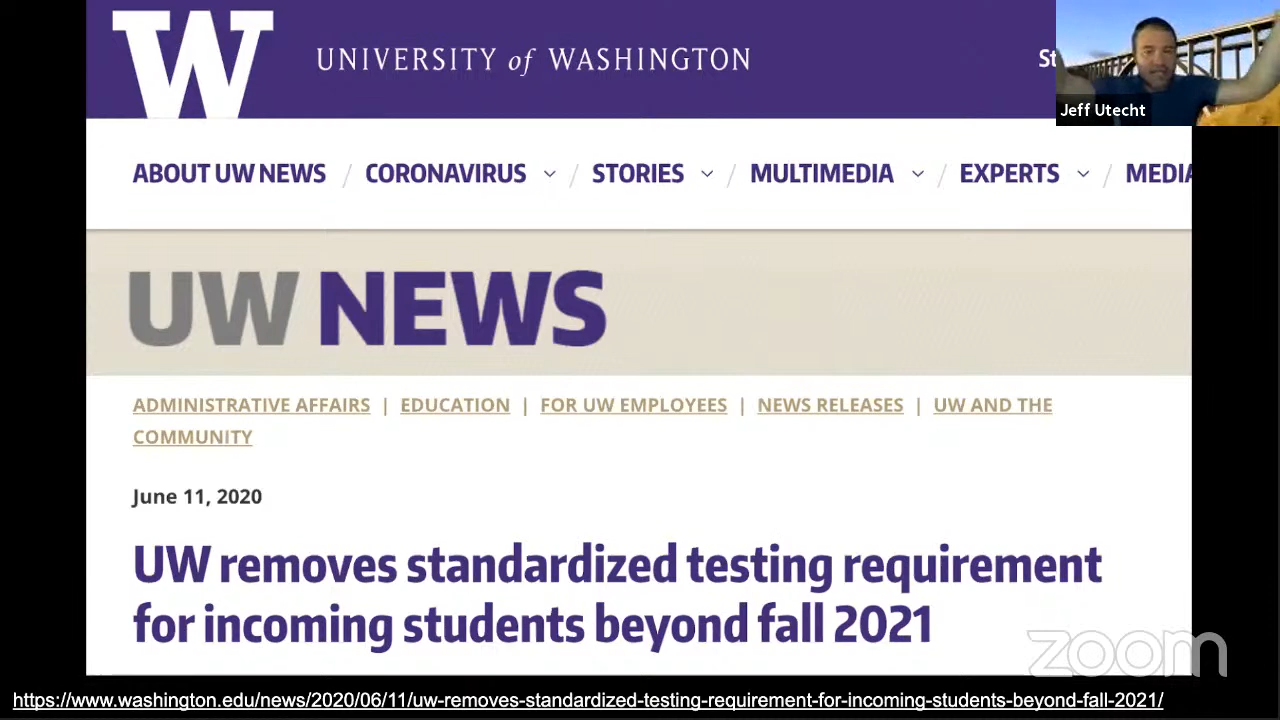 W
UNIVERSITY of WASHINGTON
St
Jeff Utecht
ABOUT UW NEWS / CORONAVIRUS / STORIES / MULTIMEDIA / EXPERTS / MEDIA
UW NEWS
ADMINISTRATIVE AFFAIRS | EDUCATION | FOR UW EMPLOYEES | NEWS RELEASES | UW AND THE
COMMUNITY
June 11, 2020
UW removes standardized testing requirement
for incoming students beyond fall 2021
zoom
https://www.washington.edu/news/2020/06/11/uw-removes-standardized-testing-requirement-for-incoming-students-beyond-fall-2021/